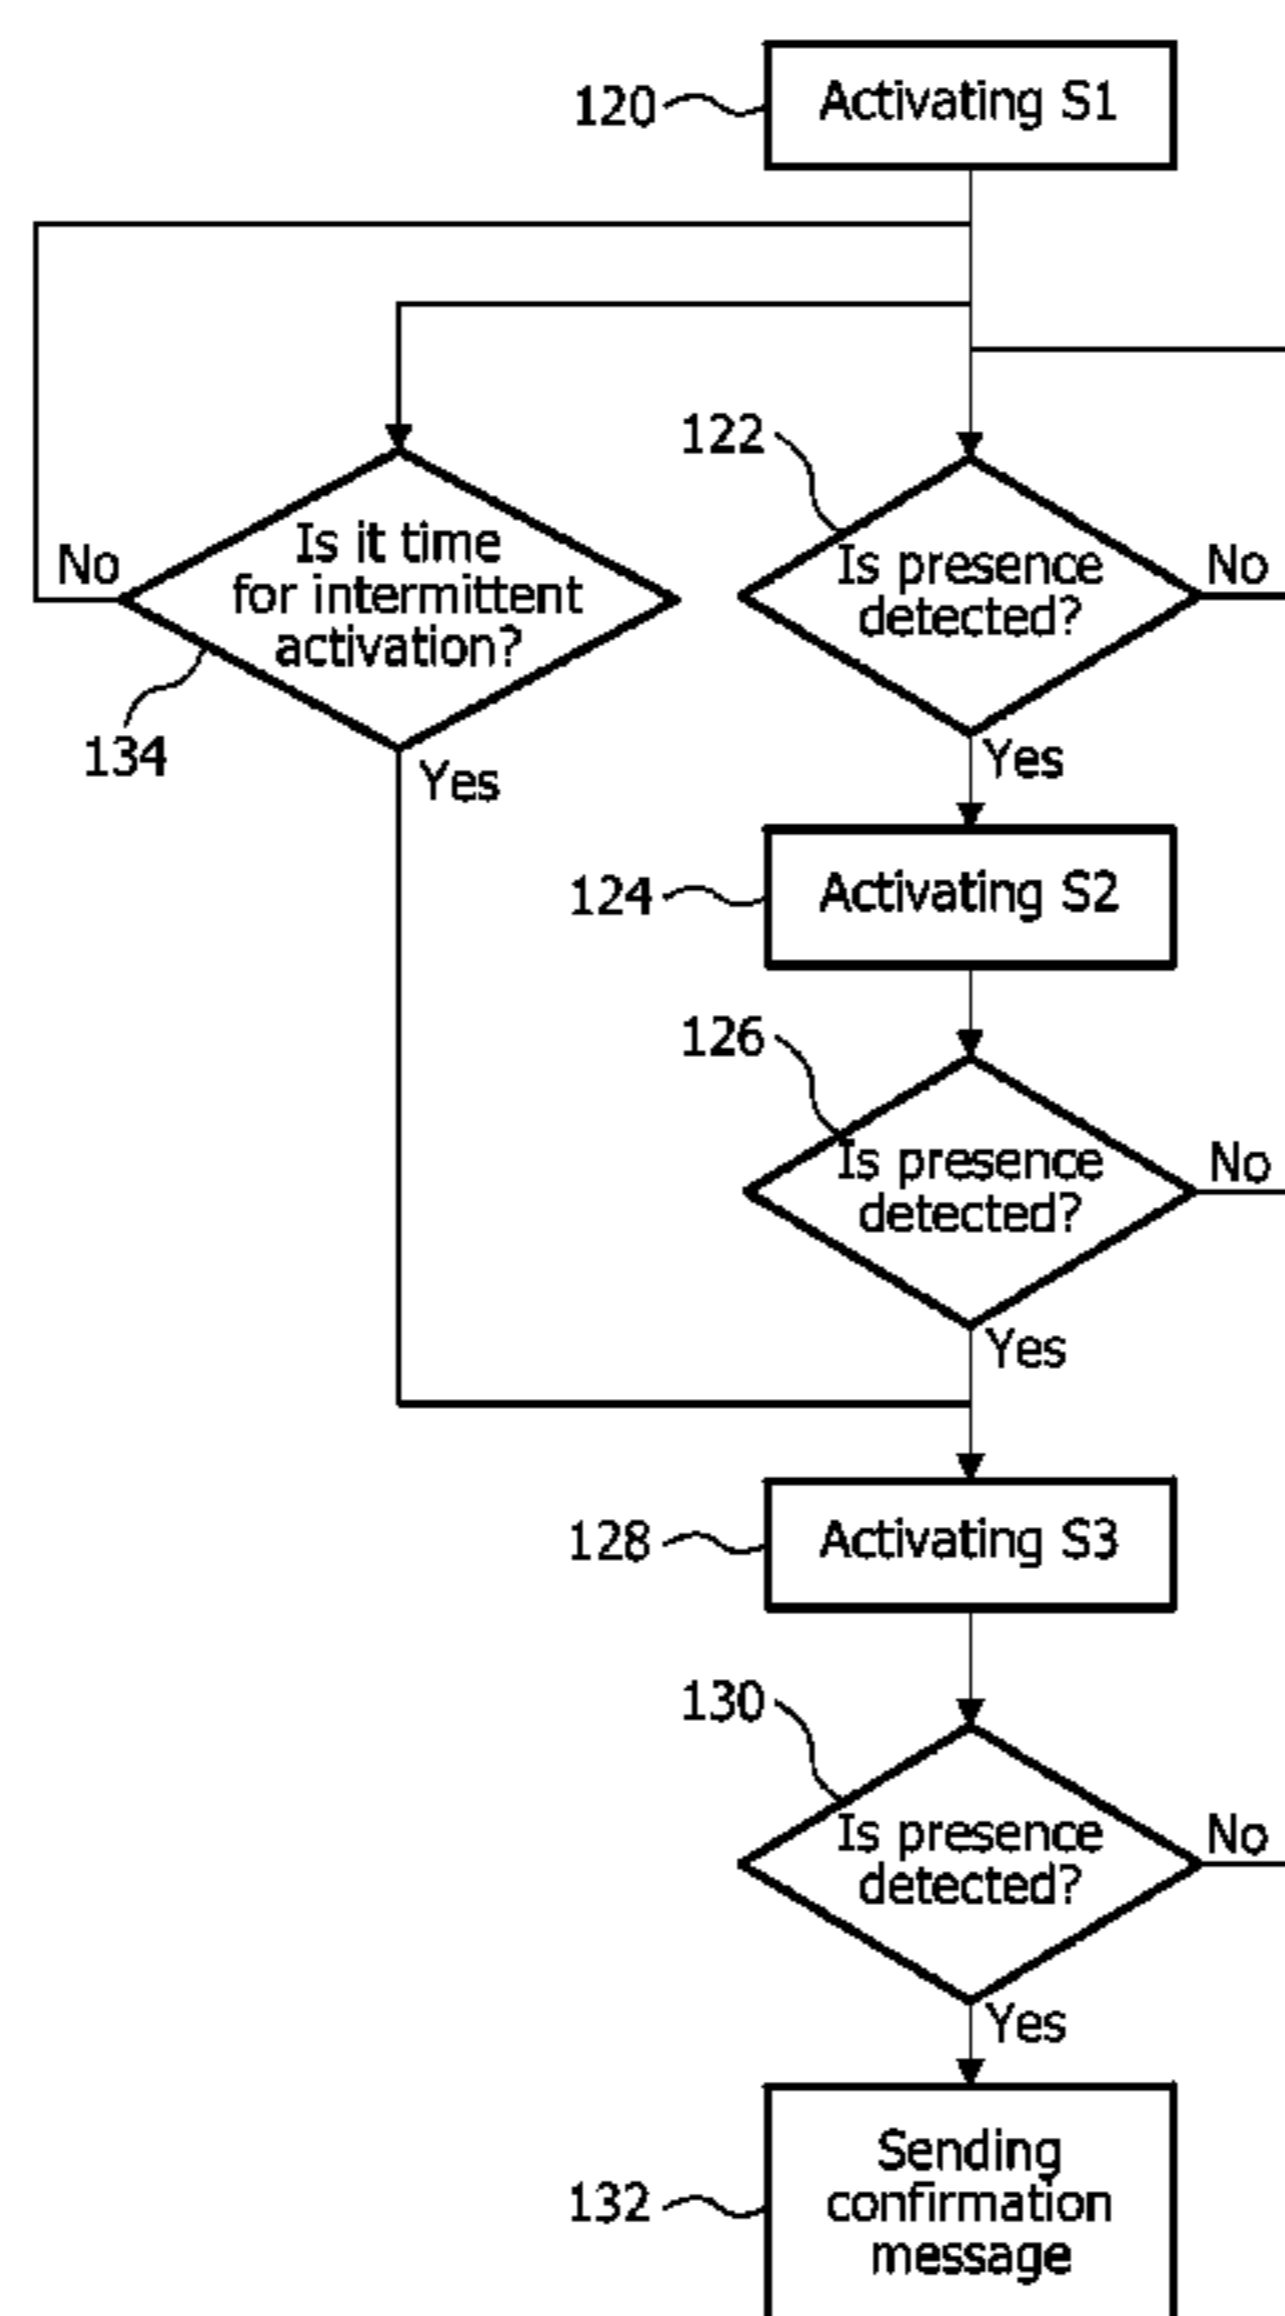 120
Activating S1
122
No
Is it time
for intermittent
activation?
Is presence
detected?
No
134
Yes
Yes
124
Activating S2
126
Is presence
detected?
No
Yes
128
Activating S3
130
Is presence
detected?
No
Yes
132
Sending
confirmation
message